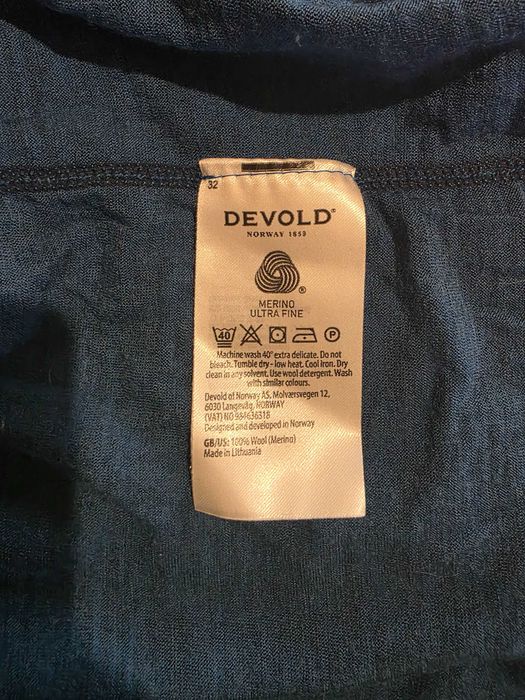 32
DEVOLD®
NORWAY 1853
®
MERINO
ULTRA FINE
40 P
Machine wash 40° extra delicate. Do not
bleach. Tumble dry - low heat. Cool iron. Dry
clean in any solvent. Use wool detergent. Wash
with similar colours.
Devold of Norway AS, Molværsvegen 12,
6030 Langevåg, NORWAY
(VAT) NO 984636318
Designed and developed in Norway
GB/US: 100% Wool (Merino)
Made in Lithuania